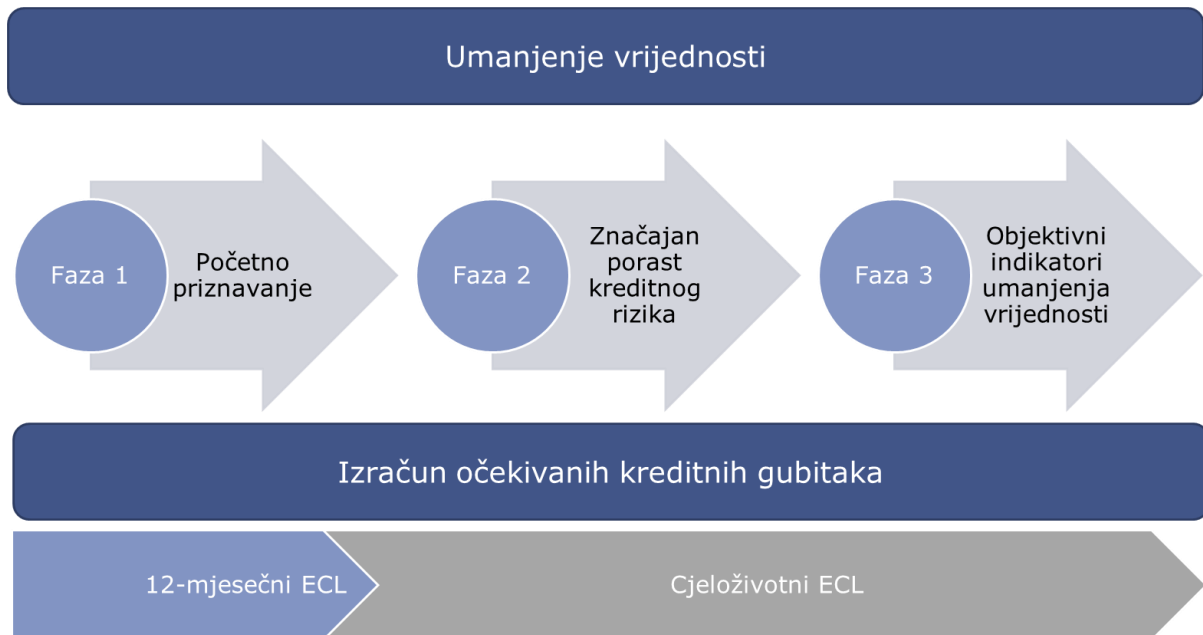 Umanjenje vrijednosti
Faza 1
Početno
priznavanje
Faza 2
Značajan
porast
kreditnog
rizika
Faza 3
Objektivni
indikatori
umanjenja
vrijednosti
Izračun očekivanih kreditnih gubitaka
12-mjesečni ECL
Cjeloživotni ECL